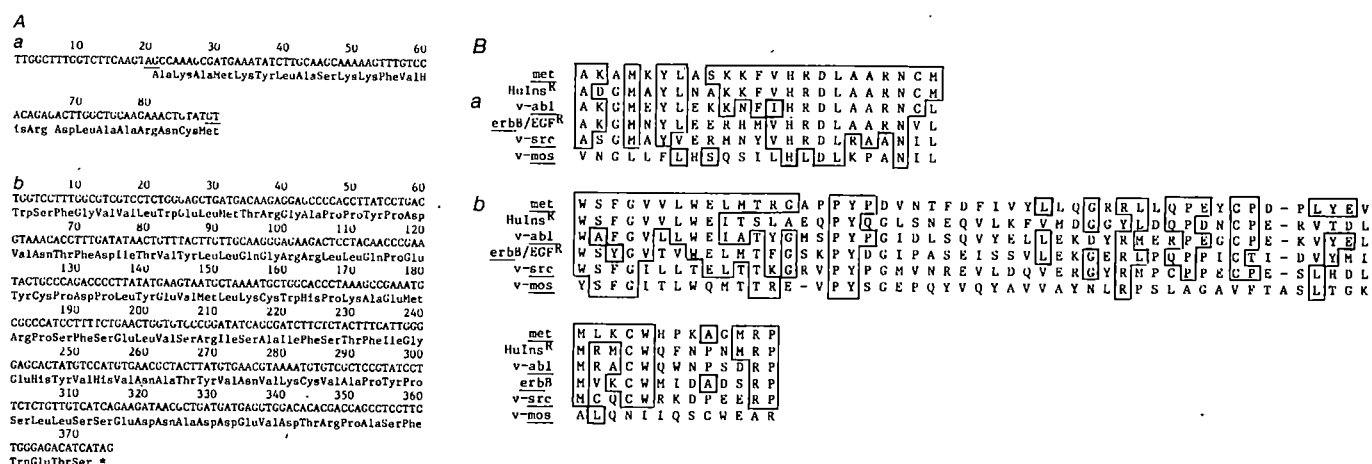 A
a
10 20 30 40 50 60
TTGGCTTTGGTCTTCAAGTAGCCAAAGCGATGAAATATCTTGCAAGCAAAAAGTTTGTCC
AlaLysAlaMetLysTyrLeuAlaSerLysLysPheValH
70 80
ACAGAGACTTGGCTGCAAGAAACTGTATGT
isArg AspLeuAlaAlaArgAsnCysMet
b
10 20 30 40 50 60
TGGTCCTTTGGCGTCGTCCTCTGGGAGCTGATGACAAGAGGAGCCCCACCTTATCCTGAC
TrpSerPheGlyValValLeuTrpGluLeuMetThrArgGlyAlaProProTyrProAsp
70 80 90 100 110 120
GTAAACACCTTTGATATAACTGTTTACTTGTTGCAAGGGAGAAGACTCCTACAACCCGAA
ValAsnThrPheAspIleThrValTyrLeuLeuGlnGlyArgArgLeuLeuGlnProGlu
130 140 150 160 170 180
TACTGCCCAGACCCCTTATATGAAGTAATGCTAAAATGCTGGCACCCTAAAGCCGAAATG
TyrCysProAspProLeuTyrGluValMetLeuLysCysTrpHisProLysAlaGluMet
190 200 210 220 230 240
CGCCCATCCTTTTCTGAACTGGTGTCCCGGATATCAGCGATCTTCTCTACTTTCATTGGG
ArgProSerPheSerGluLeuValSerArgIleSerAlaIlePheSerThrPheIleGly
250 260 270 280 290 300
GAGCACTATGTCCATGTGAACGCTACTTATGTGAACGTAAAATGTGTCGCTCCGTATCCT
GluHisTyrValHisValAsnAlaThrTyrValAsnValLysCysValAlaProTyrPro
310 320 330 340 350 360
TCTCTGTTGTCATCAGAAGATAACGCTGATGATGAGGTGGACACACGACCAGCCTCCTTC
SerLeuLeuSerSerGluAspAsnAlaAspAspGluValAspThrArgProAlaSerPhe
370
TGGGAGACATCATAG
TrpGluThrSer *
B
a
met A K A M K Y L A S K K F V H R D L A A R N C M
HuInsR A D G M A Y L N A K K F V H R D L A A R N C M
v-abl A K G M E Y L E K K N F I H R D L A A R N C L
erbB/EGFR A K G M N Y L E E R H M V H R D L A A R N V L
v-src A S G M A Y V E R M N Y V H R D L R A A N I L
v-mos V N G L L F L H S Q S I L H L D L K P A N I L
b
met W S F G V V L W E L M T R G A P P Y P D V N T F D F I V Y L L Q G R R L L Q P E Y C P D - P L Y E V
HuInsR W S F G V V L W E I T S L A E Q P Y Q G L S N E Q V L K F V M D G G Y L D Q P D N C P E - R V T D L
v-abl W A F G V L L W E I A T Y G M S P Y P G I D L S Q V Y E L L E K D Y R M E R P E G C P E - K V Y E L
erbB/EGFR W S Y G V T V W E L M T F G S K P Y D G I P A S E I S S V L E K G E R L P Q P P I C T I - D V Y M I
v-src W S F G I L L T E L T T K G R V P Y P G M V N R E V L D Q V E R G Y R M P C P P E C P E - S L H D L
v-mos Y S F G I T L W Q M T T R E - V P Y S G E P Q Y V Q Y A V V A Y N L R P S L A G A V F T A S L T G K
met M L K C W H P K A G M R P
HuInsR M R M C W Q F N P N M R P
v-abl M R A C W Q W N P S D R P
erbB M V K C W M I D A D S R P
v-src M C Q C W R K D P E E R P
v-mos A L Q N I I Q S C W E A R